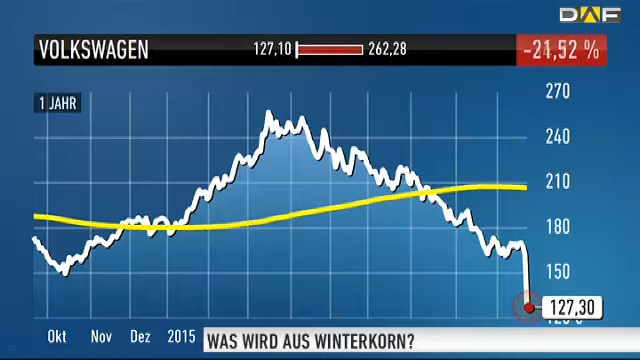 DAF
VOLKSWAGEN 127,10 262,28 -21,52 %
1 JAHR
270
240
210
180
150
127,30
Okt Nov Dez 2015
WAS WIRD AUS WINTERKORN?